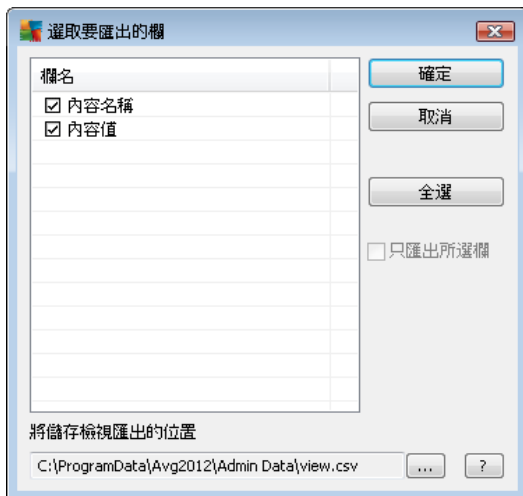 選取要匯出的欄
欄名
內容名稱
內容值
確定
取消
全選
只匯出所選欄
將儲存檢視匯出的位置
C:\ProgramData\Avg2012\Admin Data\view.csv
...
?